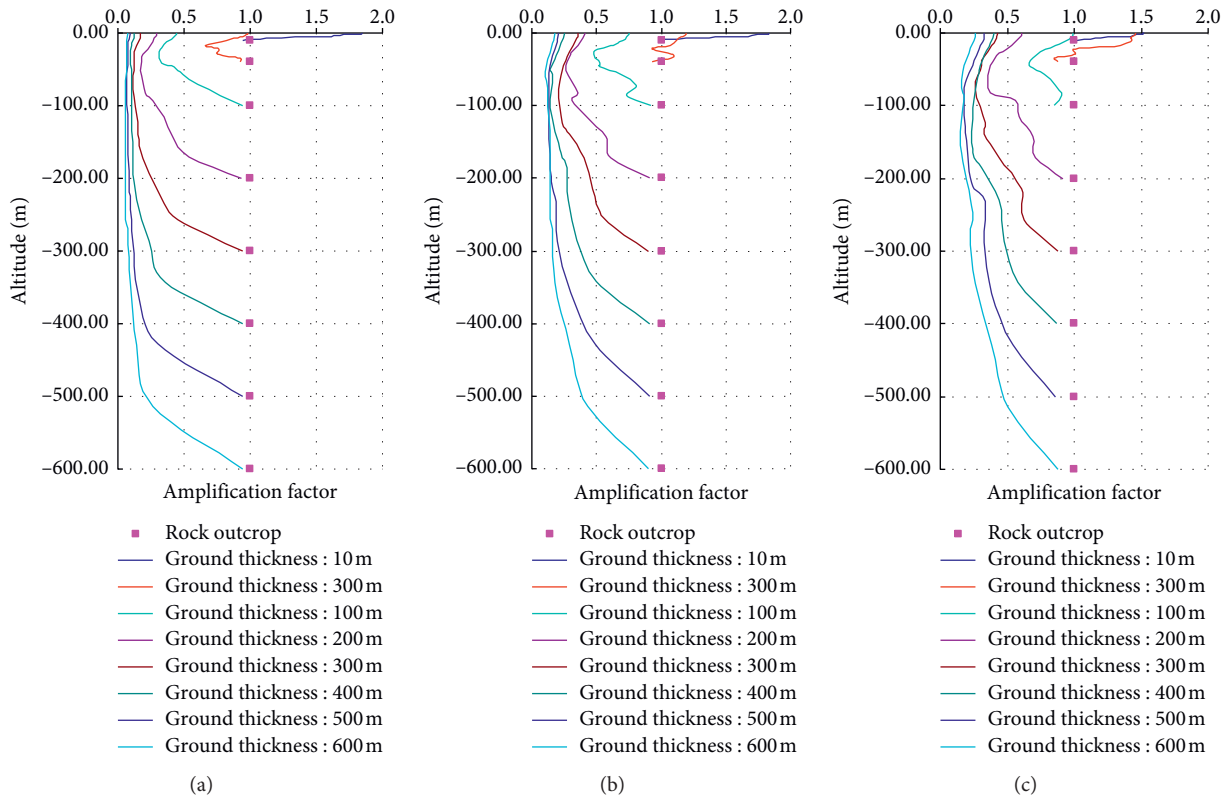 0 0.5 1.0 1.5 2.0
0.00
−100.00
−200.00
−300.00
−400.00
−500.00
−600.00
Altitude (m)
Amplification factor
Rock outcrop
Ground thickness : 10 m
Ground thickness : 300 m
Ground thickness : 100 m
Ground thickness : 200 m
Ground thickness : 300 m
Ground thickness : 400 m
Ground thickness : 500 m
Ground thickness : 600 m
(a)
0 0.5 1.0 1.5 2.0
0.00
−100.00
−200.00
−300.00
−400.00
−500.00
−600.00
Altitude (m)
Amplification factor
Rock outcrop
Ground thickness : 10 m
Ground thickness : 300 m
Ground thickness : 100 m
Ground thickness : 200 m
Ground thickness : 300 m
Ground thickness : 400 m
Ground thickness : 500 m
Ground thickness : 600 m
(b)
0 0.5 1.0 1.5 2.0
0.00
−100.00
−200.00
−300.00
−400.00
−500.00
−600.00
Altitude (m)
Amplification factor
Rock outcrop
Ground thickness : 10 m
Ground thickness : 300 m
Ground thickness : 100 m
Ground thickness : 200 m
Ground thickness : 300 m
Ground thickness : 400 m
Ground thickness : 500 m
Ground thickness : 600 m
(c)